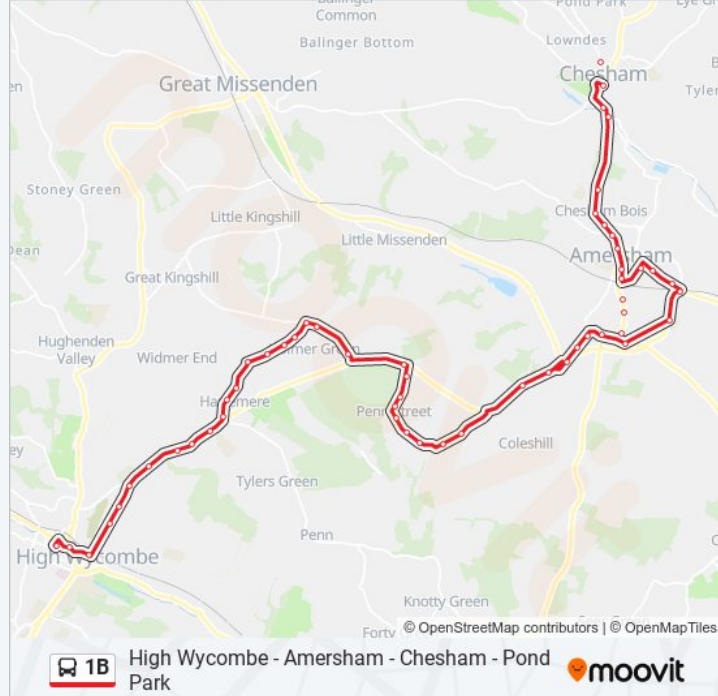 Ballinger
Common
Pond Park
Lowndes
Ballinger Bottom
Chesham
Great Missenden
Stoney Green
Chesham Bois
Little Kingshill
Little Missenden
Amersham
Great Kingshill
Hughenden
Valley
Widmer End
Penn Street
Coleshill
Tylers Green
Penn
High Wycombe
Knotty Green
© OpenStreetMap contributors | © OpenMapTiles
1B
High Wycombe - Amersham - Chesham - Pond
Park
moovit